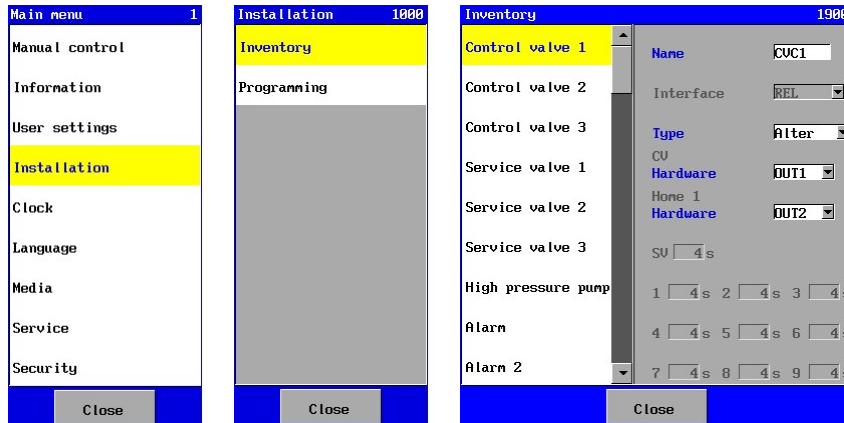 Main menu 1
Manual control
Information
User settings
Installation
Clock
Language
Media
Service
Security
Close
Installation 1000
Inventory
Programming
Close
Inventory 1900
Control valve 1
Control valve 2
Control valve 3
Service valve 1
Service valve 2
Service valve 3
High pressure pump
Alarm
Alarm 2
Name CVC1
Interface REL
Type Alter
CV
Hardware OUT1
Home 1
Hardware OUT2
SV 4 s
1 4 s 2 4 s 3 4 s
4 4 s 5 4 s 6 4 s
7 4 s 8 4 s 9 4 s
Close